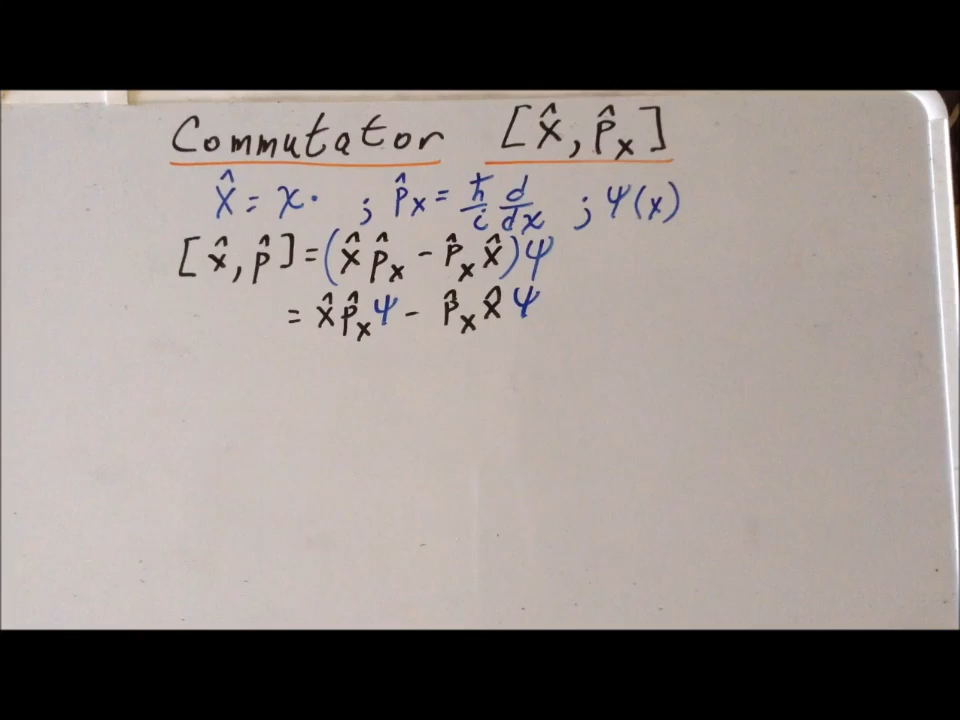 Commutator [x̂, p̂ₓ]
x̂ = x· ; p̂ₓ = ħ/i d/dx ; ψ(x)
[x̂, p̂] = (x̂p̂ₓ - p̂ₓx̂)ψ
= x̂p̂ₓψ - p̂ₓx̂ψ